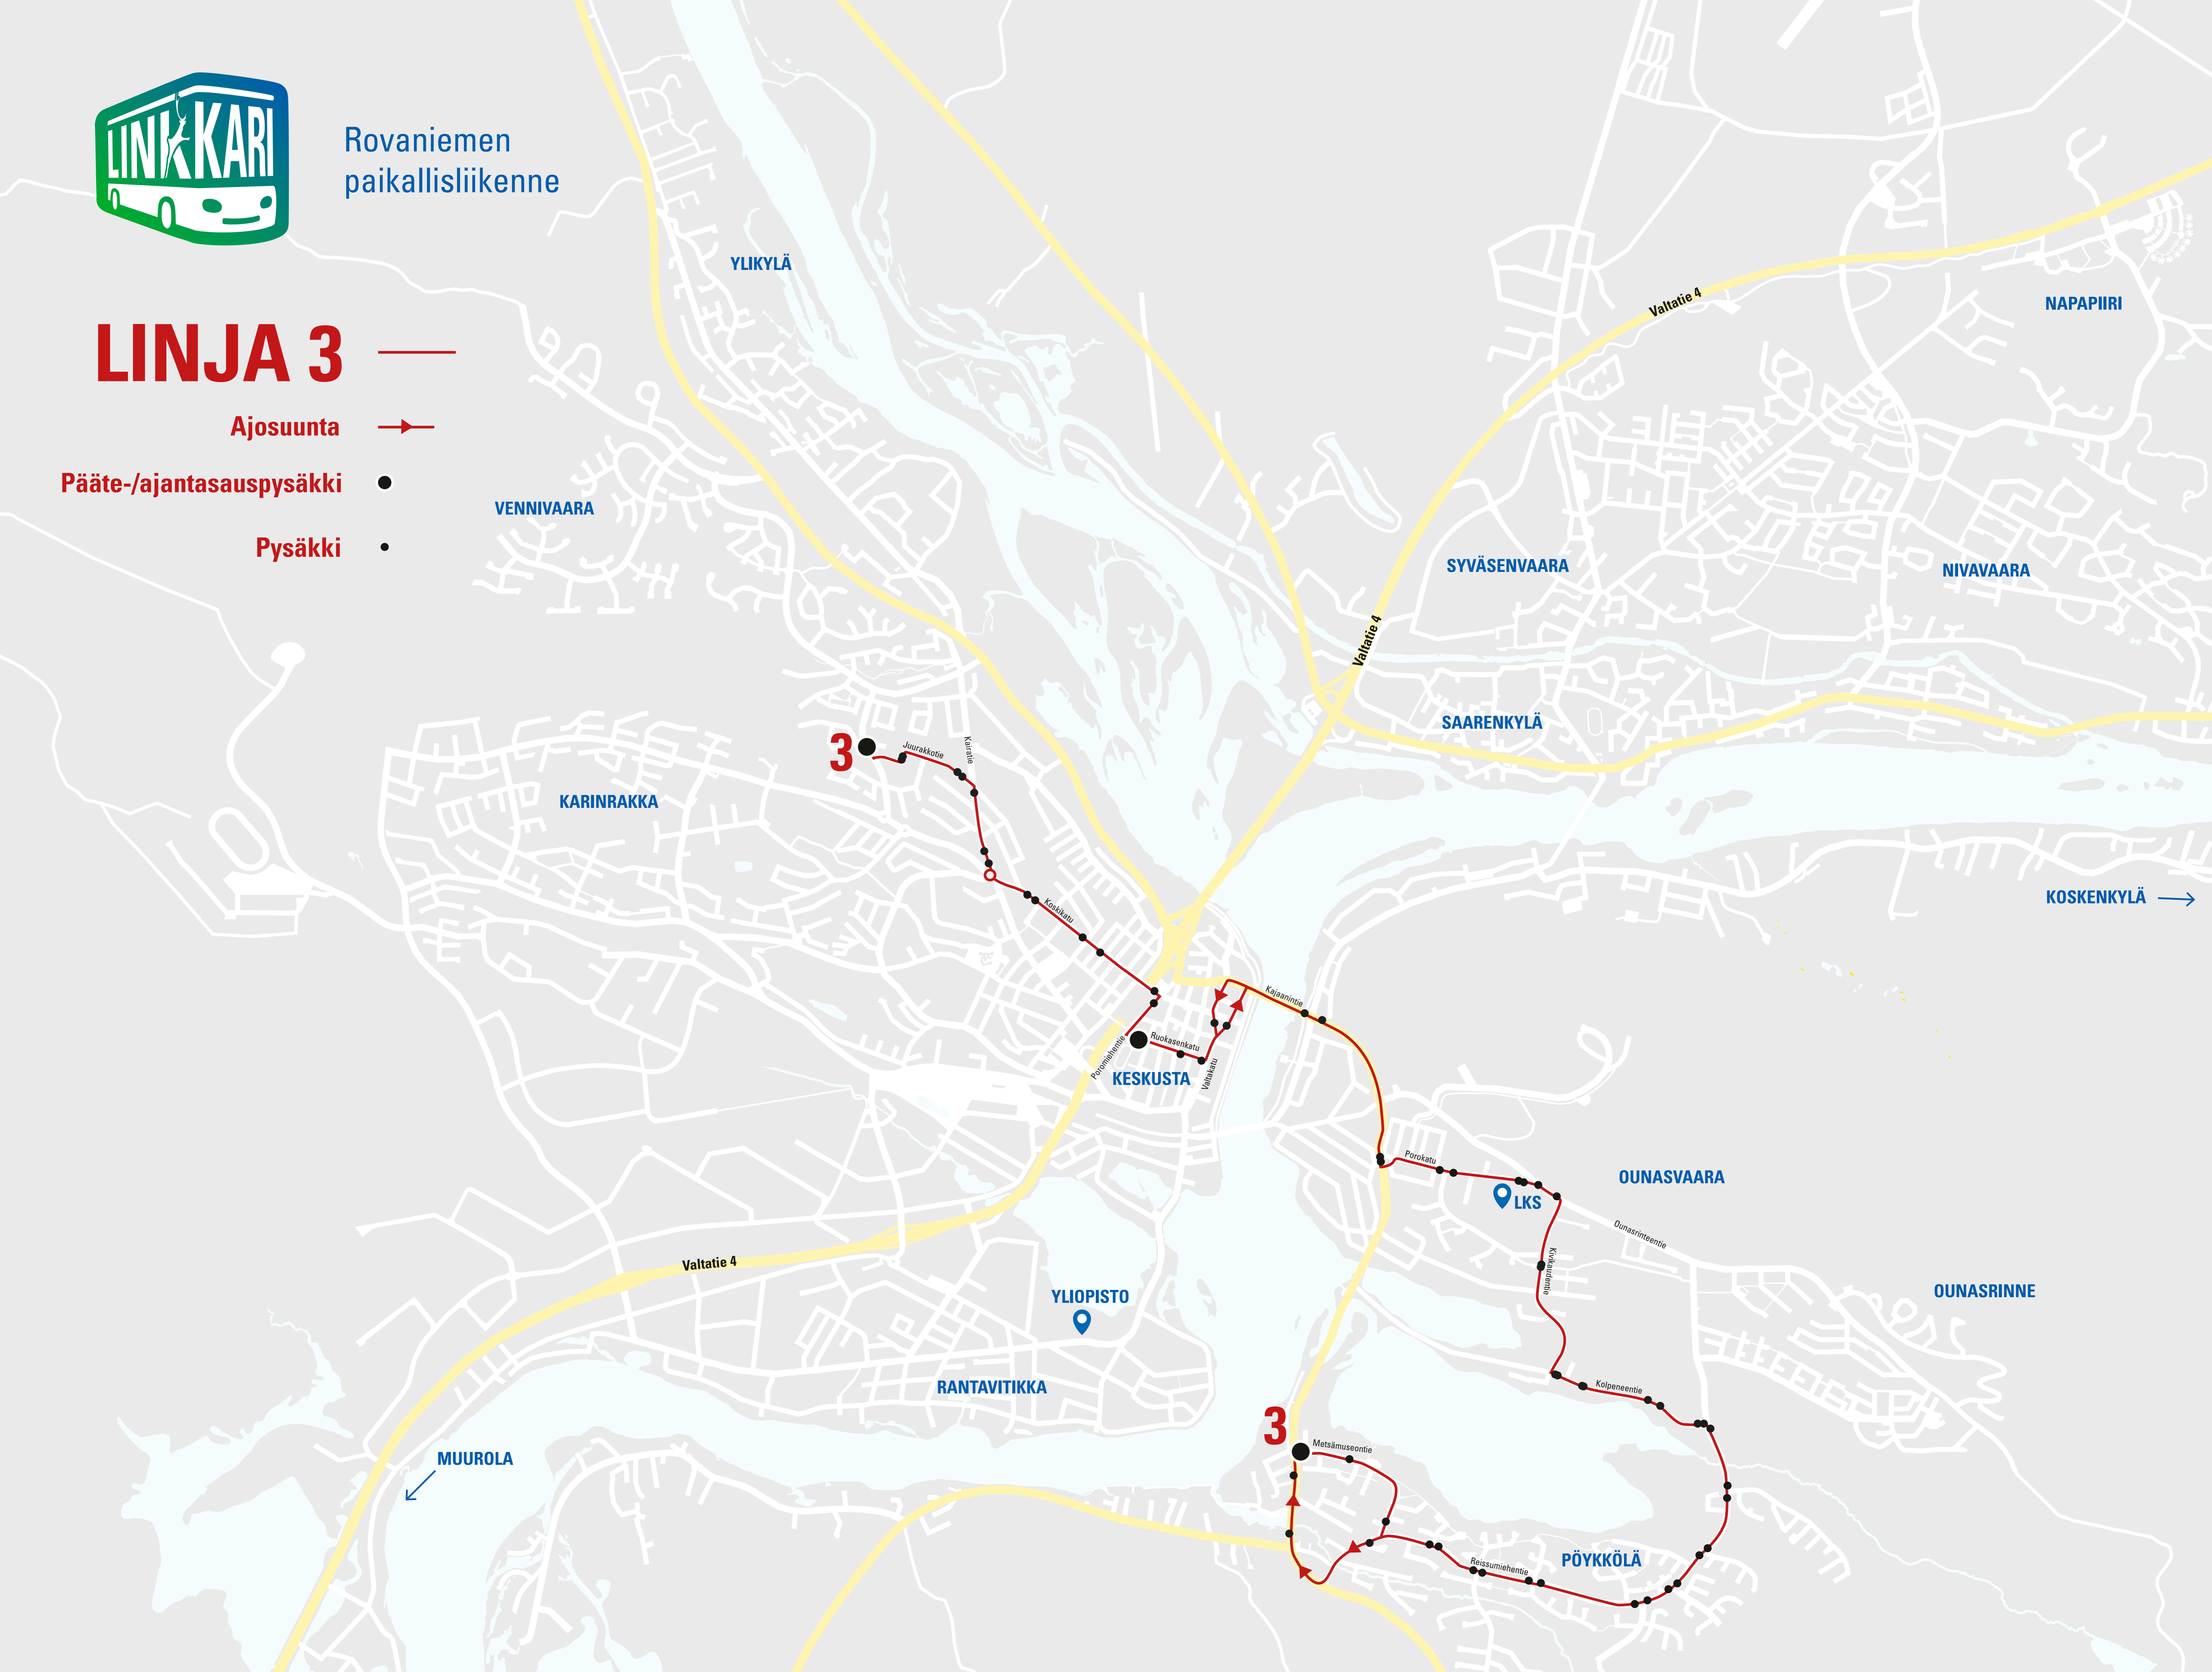 LINKKARI
Rovaniemen
paikallisliikenne
LINJA 3
Ajosuunta
Pääte-/ajantasauspysäkki
Pysäkki
YLIKYLÄ
Valtatie 4
NAPAPIIRI
VENNIVAARA
SYVÄSENVAARA
NIVAVAARA
Valtatie 4
SAARENKYLÄ
3
Juurakkotie
Kairatie
KARINRAKKA
KOSKENKYLÄ
Koskikatu
Kajaanintie
Ruokasenkatu
Poromiehentie
KESKUSTA
Valtakatu
Porokatu
OUNASVAARA
LKS
Ounasrinteentie
Kivikaudentie
Valtatie 4
YLIOPISTO
OUNASRINNE
RANTAVITIKKA
Kolpeneentie
3
Metsämuseontie
MUUROLA
Reissumiehentie
PÖYKKÖLÄ